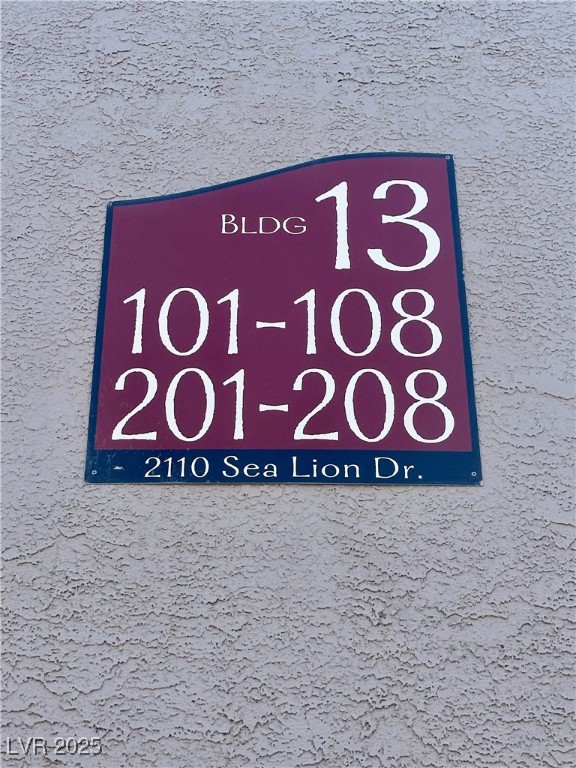 BLDG 13
101-108
201-208
2110 Sea Lion Dr.
LVR 2025